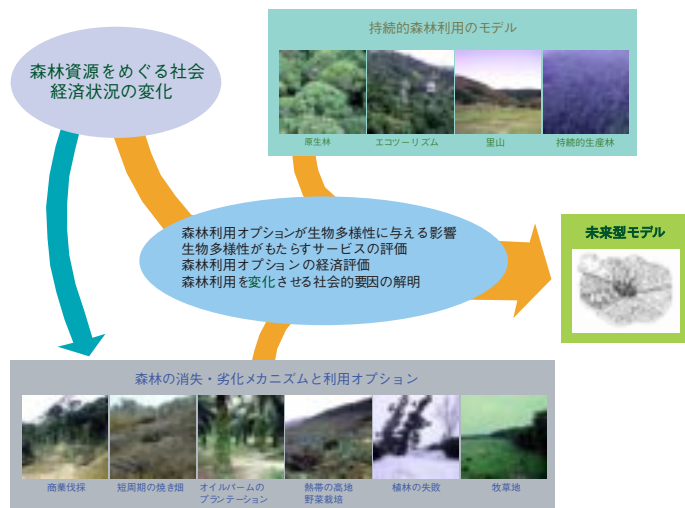 持続的森林利用のモデル
森林資源をめぐる社会
経済状況の変化
原生林
エコツーリズム
里山
持続的生産林
森林利用オプションが生物多様性に与える影響
生物多様性がもたらすサービスの評価
森林利用オプションの経済評価
森林利用を変化させる社会的要因の解明
未来型モデル
森林の消失・劣化メカニズムと利用オプション
商業伐採
短周期の焼き畑
オイルパームの
プランテーション
熱帯の高地
野菜栽培
植林の失敗
牧草地